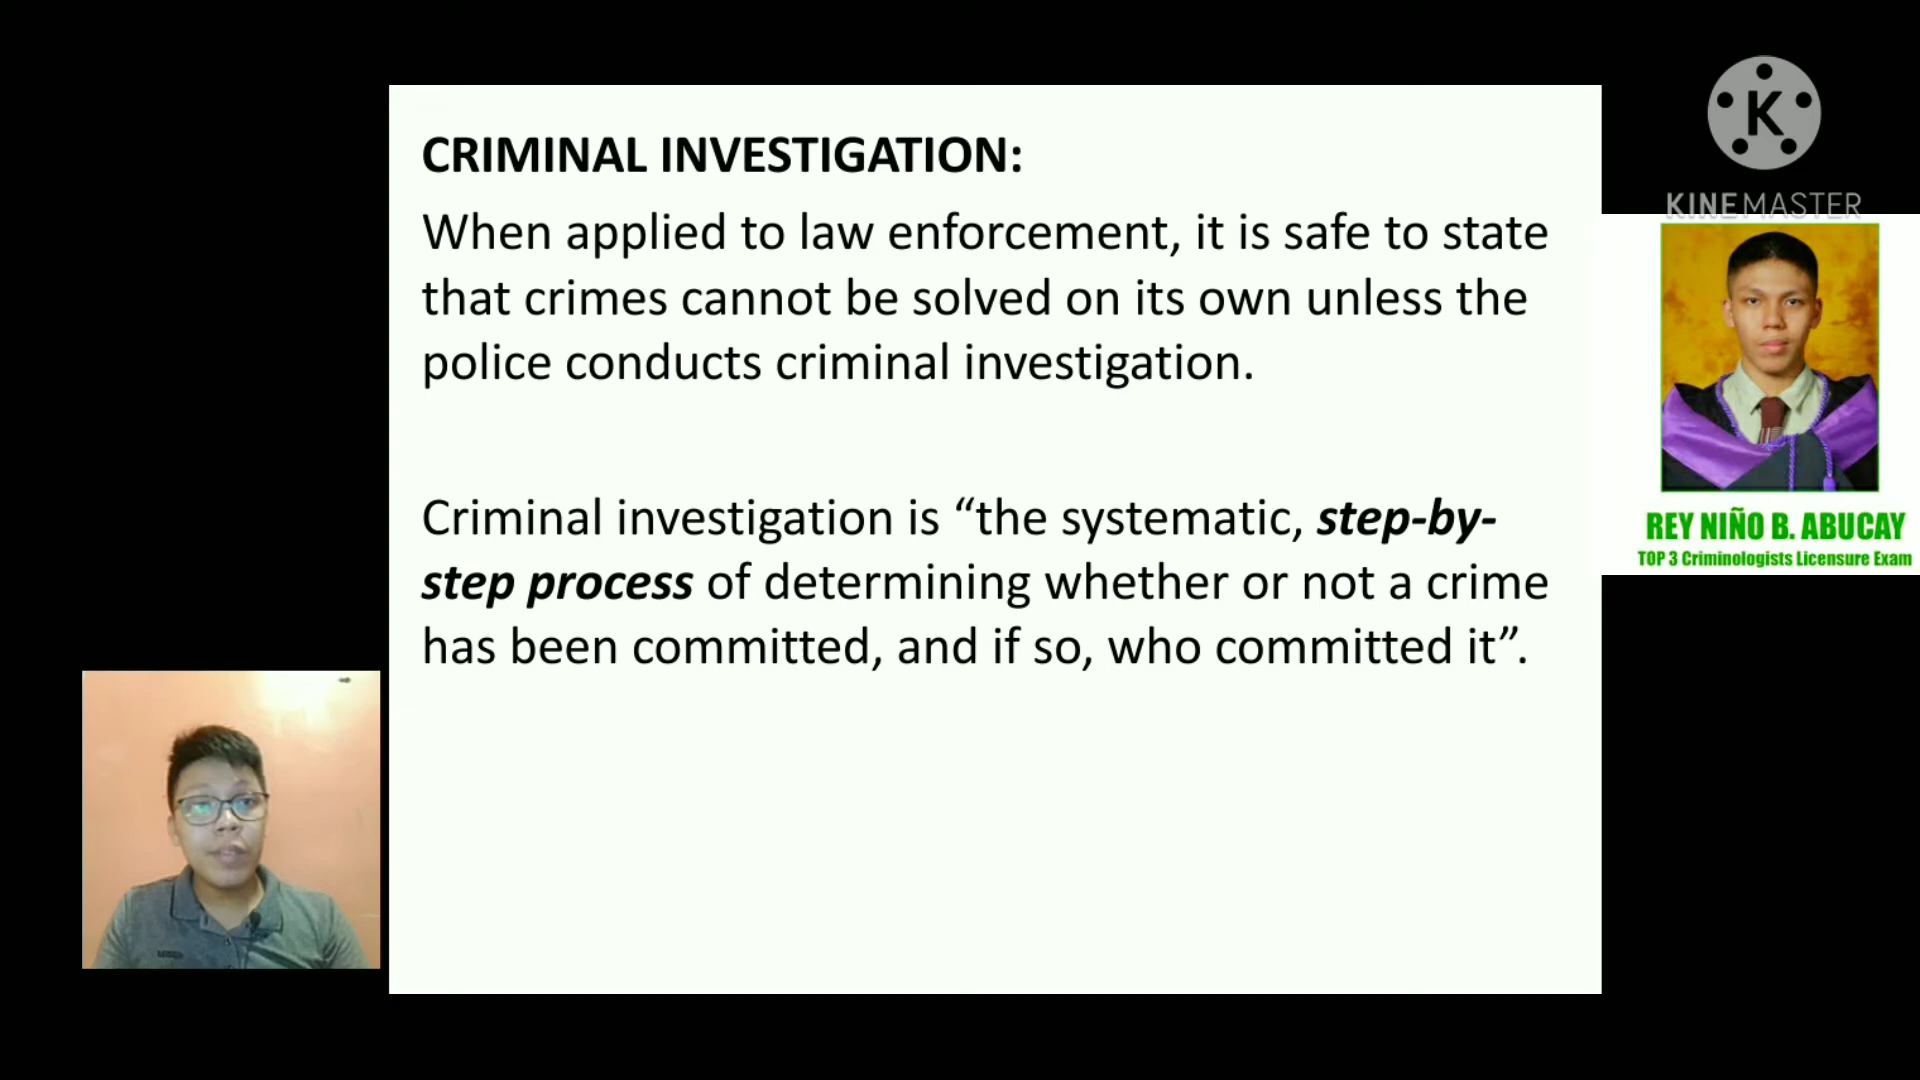 CRIMINAL INVESTIGATION:
When applied to law enforcement, it is safe to state
that crimes cannot be solved on its own unless the
police conducts criminal investigation.
Criminal investigation is “the systematic, step-by-
step process of determining whether or not a crime
has been committed, and if so, who committed it”.
K
KINEMASTER
REY NIÑO B. ABUCAY
TOP 3 Criminologists Licensure Exam